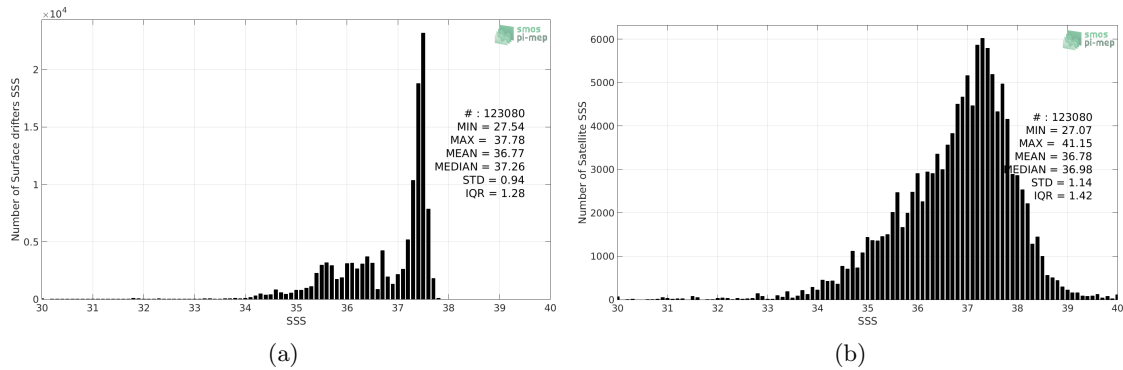 ×10⁴
smos
pi-mep
Number of Surface drifters SSS
2
1.5
1
0.5
0
# : 123080
MIN = 27.54
MAX = 37.78
MEAN = 36.77
MEDIAN = 37.26
STD = 0.94
IQR = 1.28
30 31 32 33 34 35 36 37 38 39 40
SSS
(a)
smos
pi-mep
Number of Satellite SSS
6000
5000
4000
3000
2000
1000
0
# : 123080
MIN = 27.07
MAX = 41.15
MEAN = 36.78
MEDIAN = 36.98
STD = 1.14
IQR = 1.42
30 31 32 33 34 35 36 37 38 39 40
SSS
(b)